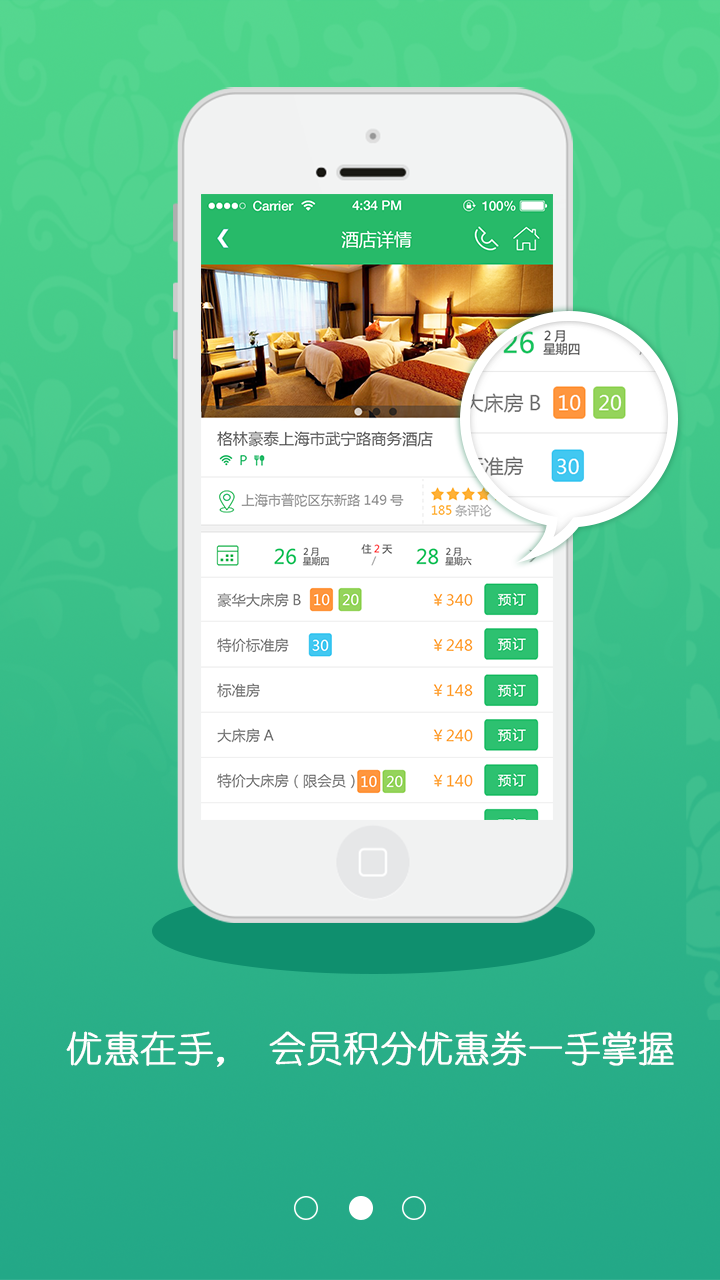 Carrier 4:34 PM 100%
酒店详情
格林豪泰上海市武宁路商务酒店
P
上海市普陀区东新路 149 号
185 条评论
26 2月 星期四 住 2 天 / 28 2月 星期六
豪华大床房 B 10 20 ¥ 340 预订
特价标准房 30 ¥ 248 预订
标准房 ¥ 148 预订
大床房 A ¥ 240 预订
特价大床房 ( 限会员 ) 10 20 ¥ 140 预订
26 2月 星期四
大床房 B 10 20
准房 30
优惠在手， 会员积分优惠券一手掌握